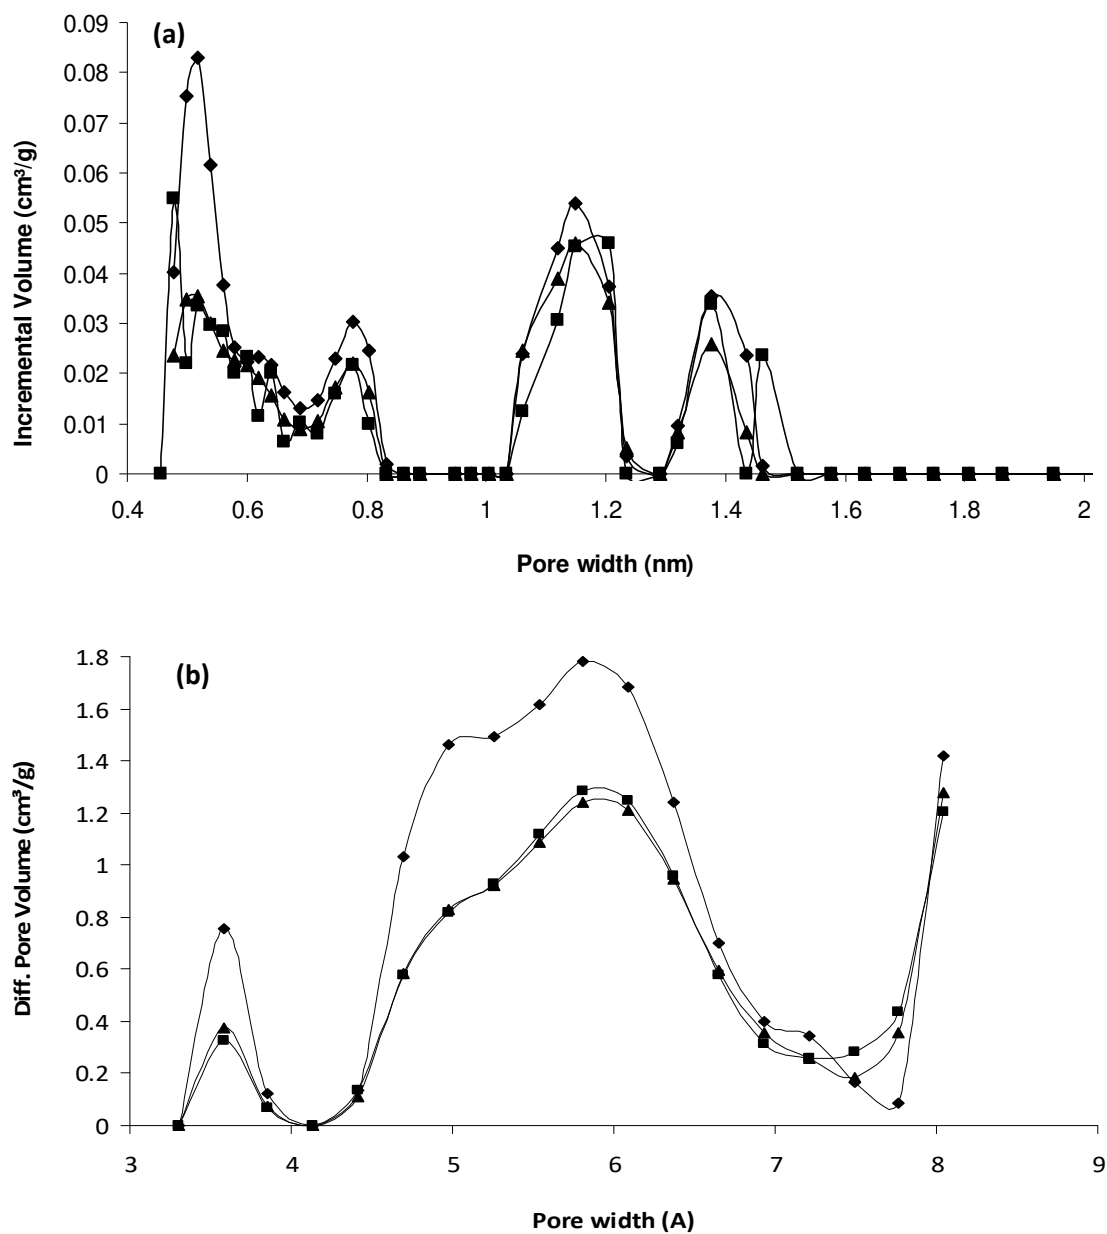 (a)
Incremental Volume (cm³/g)
0.09
0.08
0.07
0.06
0.05
0.04
0.03
0.02
0.01
0
0.4 0.6 0.8 1 1.2 1.4 1.6 1.8 2
Pore width (nm)
(b)
Diff. Pore Volume (cm³/g)
1.8
1.6
1.4
1.2
1
0.8
0.6
0.4
0.2
0
3 4 5 6 7 8 9
Pore width (A)